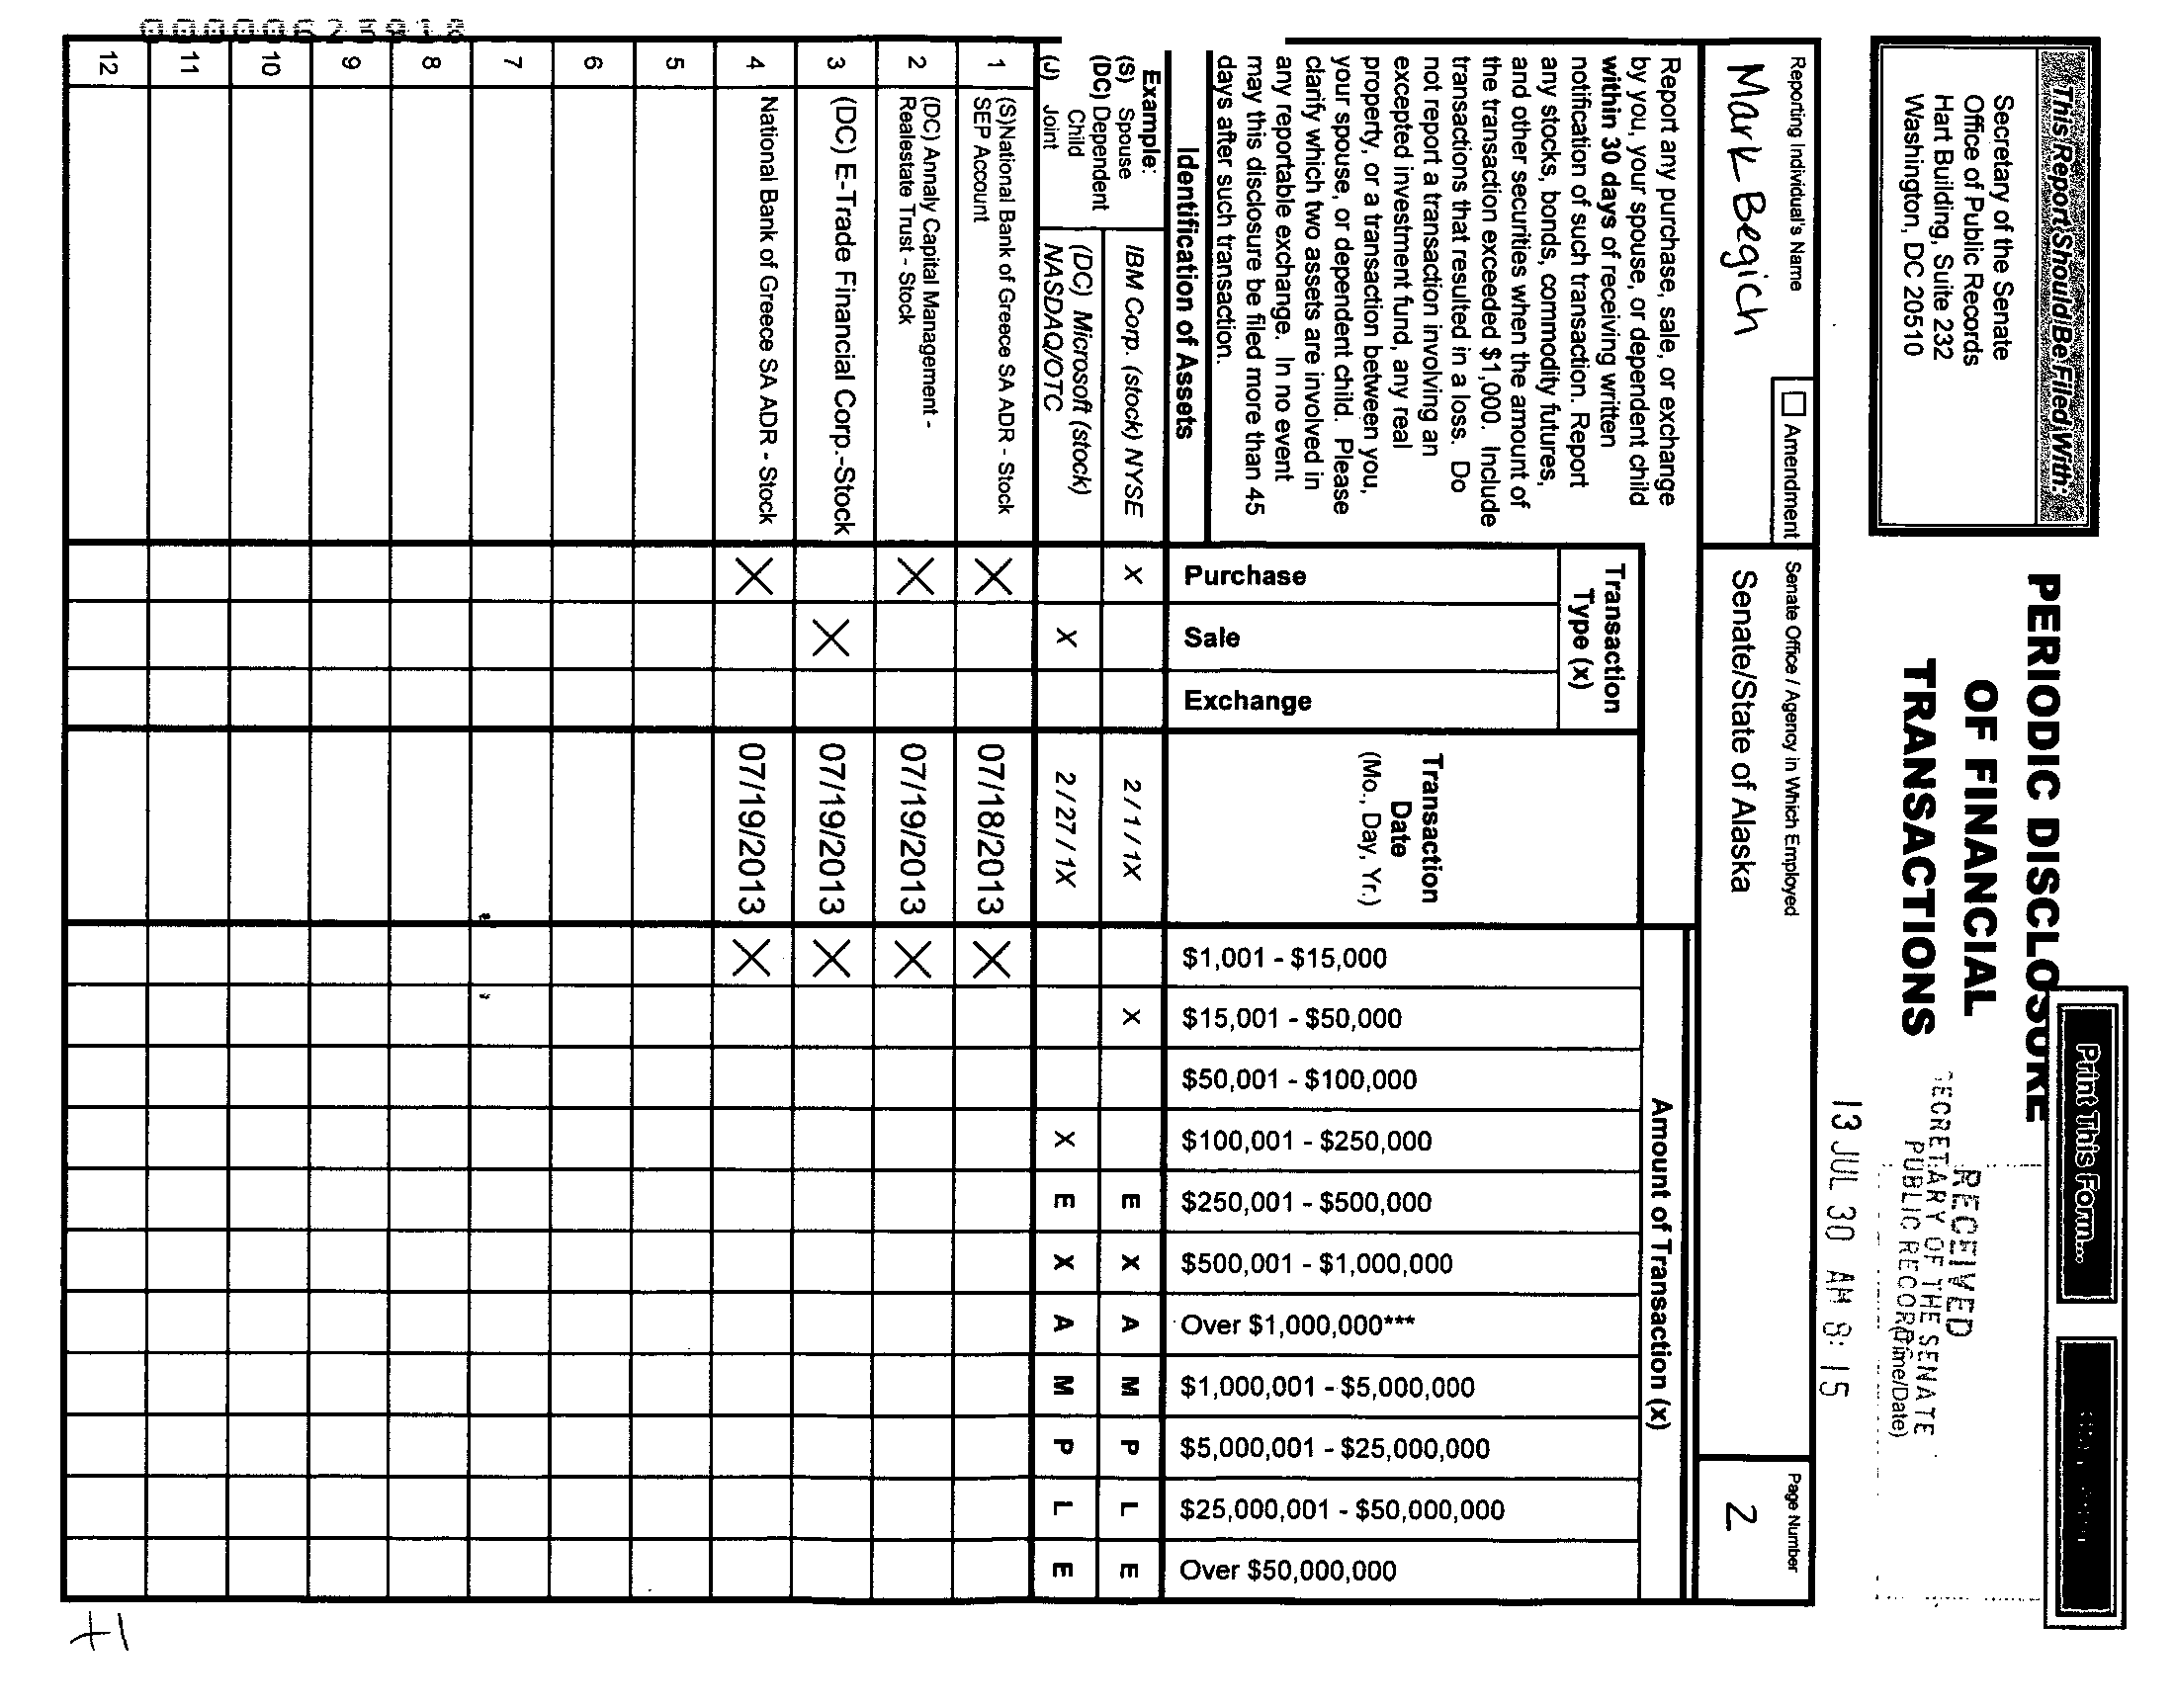 This Report Should Be Filed With:
Secretary of the Senate
Office of Public Records
Hart Building, Suite 232
Washington, DC 20510
PERIODIC DISCLOSURE
OF FINANCIAL
TRANSACTIONS
Print This Form...
RECEIVED
SECRETARY OF THE SENATE
PUBLIC RECORD
(Time/Date)
13 JUL 30 AM 8:15
Reporting Individual's Name
Mark Begich
Amendment
Senate Office / Agency in Which Employed
Senate/State of Alaska
Page Number
2
Report any purchase, sale, or exchange
by you, your spouse, or dependent child
within 30 days of receiving written
notification of such transaction. Report
any stocks, bonds, commodity futures,
and other securities when the amount of
the transaction exceeded $1,000. Include
transactions that resulted in a loss. Do
not report a transaction involving an
excepted investment fund, any real
property, or a transaction between you,
your spouse, or dependent child. Please
clarify which two assets are involved in
any reportable exchange. In no event
may this disclosure be filed more than 45
days after such transaction.
Identification of Assets
Transaction
Type (x)
Purchase
Sale
Exchange
Transaction
Date
(Mo., Day, Yr.)
Amount of Transaction (x)
$1,001 - $15,000
$15,001 - $50,000
$50,001 - $100,000
$100,001 - $250,000
$250,001 - $500,000
$500,001 - $1,000,000
Over $1,000,000***
$1,000,001 - $5,000,000
$5,000,001 - $25,000,000
$25,000,001 - $50,000,000
Over $50,000,000
Example:
(S) Spouse
(DC) Dependent
Child
(J) Joint
IBM Corp. (stock) NYSE X 2 / 1 / 1X X E X A M P L E
(DC) Microsoft (stock)
NASDAQ/OTC X 2 / 27 / 1X X E X A M P L E
1 (S)National Bank of Greece SA ADR - Stock
SEP Account X 07/18/2013 X
2 (DC) Annaly Capital Management -
Realestate Trust - Stock X 07/19/2013 X
3 (DC) E-Trade Financial Corp.-Stock X 07/19/2013 X
4 National Bank of Greece SA ADR - Stock X 07/19/2013 X
5
6
7
8
9
10
11
12